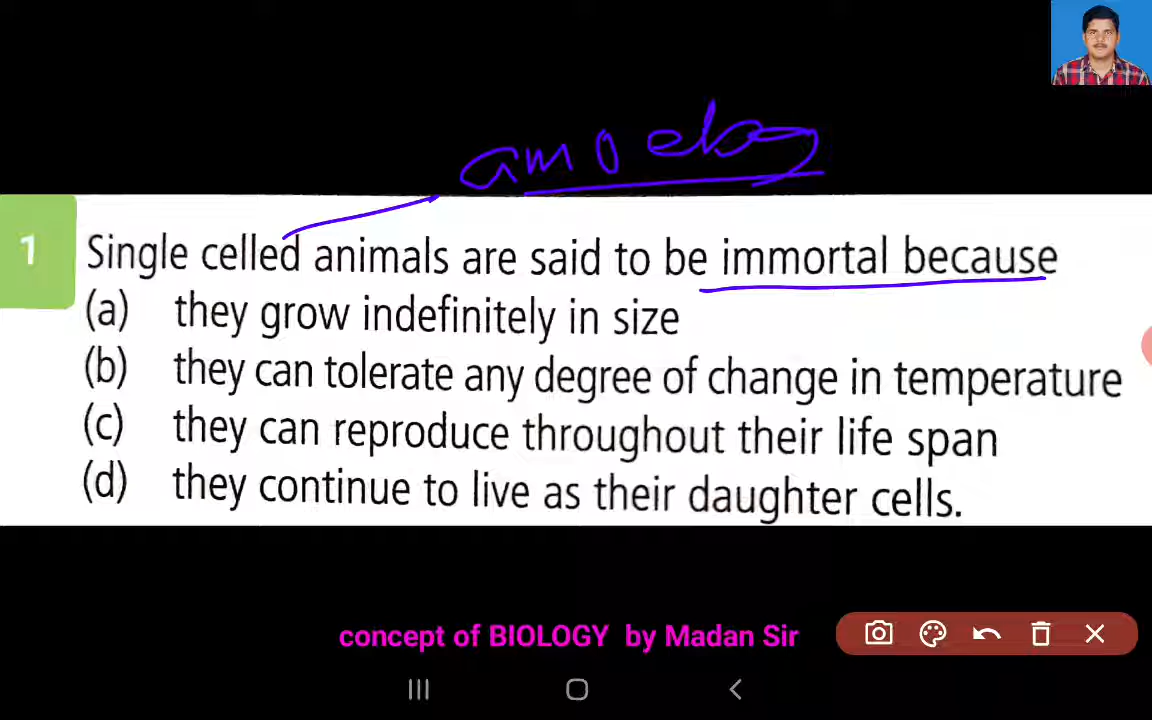 amoeba
1 Single celled animals are said to be immortal because
(a) they grow indefinitely in size
(b) they can tolerate any degree of change in temperature
(c) they can reproduce throughout their life span
(d) they continue to live as their daughter cells.
concept of BIOLOGY by Madan Sir